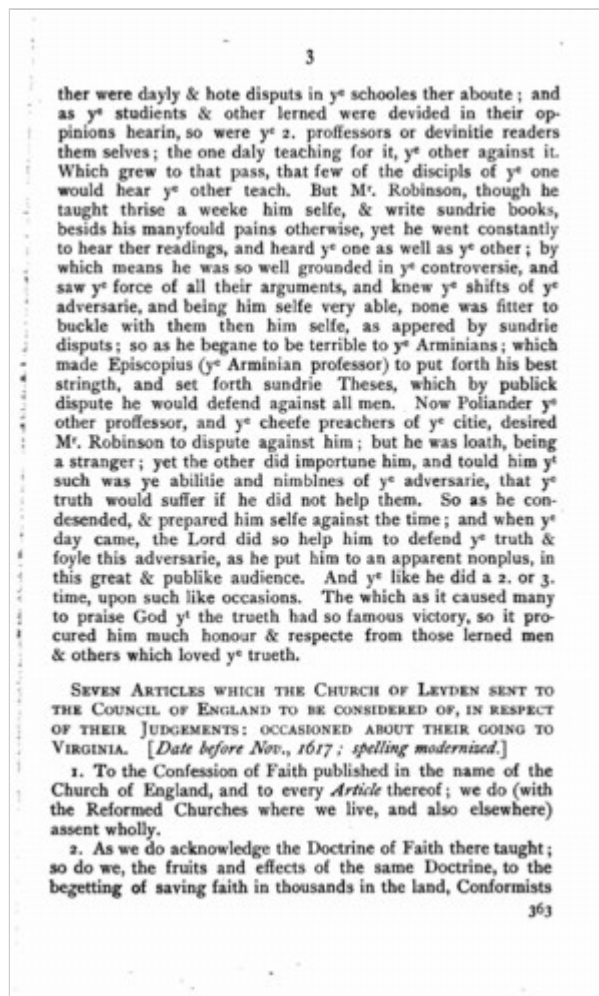 3
ther were dayly & hote disputs in yᵉ schooles ther aboute; and
as yᵉ studients & other lerned were devided in their op-
pinions hearin, so were yᵉ 2. proffessors or devinitie readers
them selves; the one daly teaching for it, yᵉ other against it.
Which grew to that pass, that few of the discipls of yᵉ one
would hear yᵉ other teach. But Mʳ. Robinson, though he
taught thrise a weeke him selfe, & write sundrie books,
besids his manyfould pains otherwise, yet he went constantly
to hear ther readings, and heard yᵉ one as well as yᵉ other; by
which means he was so well grounded in yᵉ controversie, and
saw yᵉ force of all their arguments, and knew yᵉ shifts of yᵉ
adversarie, and being him selfe very able, none was fitter to
buckle with them then him selfe, as appered by sundrie
disputs; so as he begane to be terrible to yᵉ Arminians; which
made Episcopius (yᵉ Arminian professor) to put forth his best
stringth, and set forth sundrie Theses, which by publick
dispute he would defend against all men. Now Poliander yᵉ
other proffessor, and yᵉ cheefe preachers of yᵉ citie, desired
Mʳ. Robinson to dispute against him; but he was loath, being
a stranger; yet the other did importune him, and tould him yᵗ
such was ye abilitie and nimblnes of yᵉ adversarie, that yᵉ
truth would suffer if he did not help them. So as he con-
desended, & prepared him selfe against the time; and when yᵉ
day came, the Lord did so help him to defend yᵉ truth &
foyle this adversarie, as he put him to an apparent nonplus, in
this great & publike audience. And yᵉ like he did a 2. or 3.
time, upon such like occasions. The which as it caused many
to praise God yᵗ the trueth had so famous victory, so it pro-
cured him much honour & respecte from those lerned men
& others which loved yᵉ trueth.
SEVEN ARTICLES WHICH THE CHURCH OF LEYDEN SENT TO
THE COUNCIL OF ENGLAND TO BE CONSIDERED OF, IN RESPECT
OF THEIR JUDGEMENTS: OCCASIONED ABOUT THEIR GOING TO
VIRGINIA. [Date before Nov., 1617; spelling modernized.]
1. To the Confession of Faith published in the name of the
Church of England, and to every Article thereof; we do (with
the Reformed Churches where we live, and also elsewhere)
assent wholly.
2. As we do acknowledge the Doctrine of Faith there taught;
so do we, the fruits and effects of the same Doctrine, to the
begetting of saving faith in thousands in the land, Conformists
363